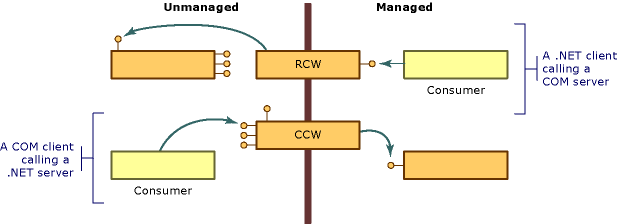 Unmanaged
Managed
RCW
Consumer
A .NET client
calling a
COM server
A COM client
calling a
.NET server
CCW
Consumer